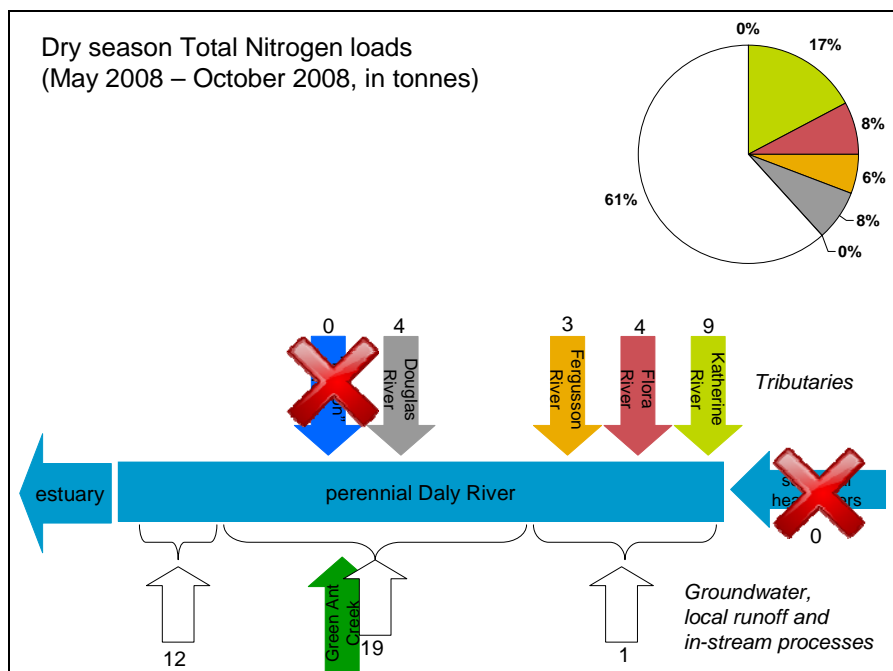 Dry season Total Nitrogen loads
(May 2008 – October 2008, in tonnes)
0%
17%
8%
6%
8%
0%
61%
0
4
3
4
9
Douglas
River
Fergusson
River
Flora
River
Katherine
River
Tributaries
estuary
perennial Daly River
0
Green Ant
Creek
12
19
1
Groundwater,
local runoff and
in-stream processes